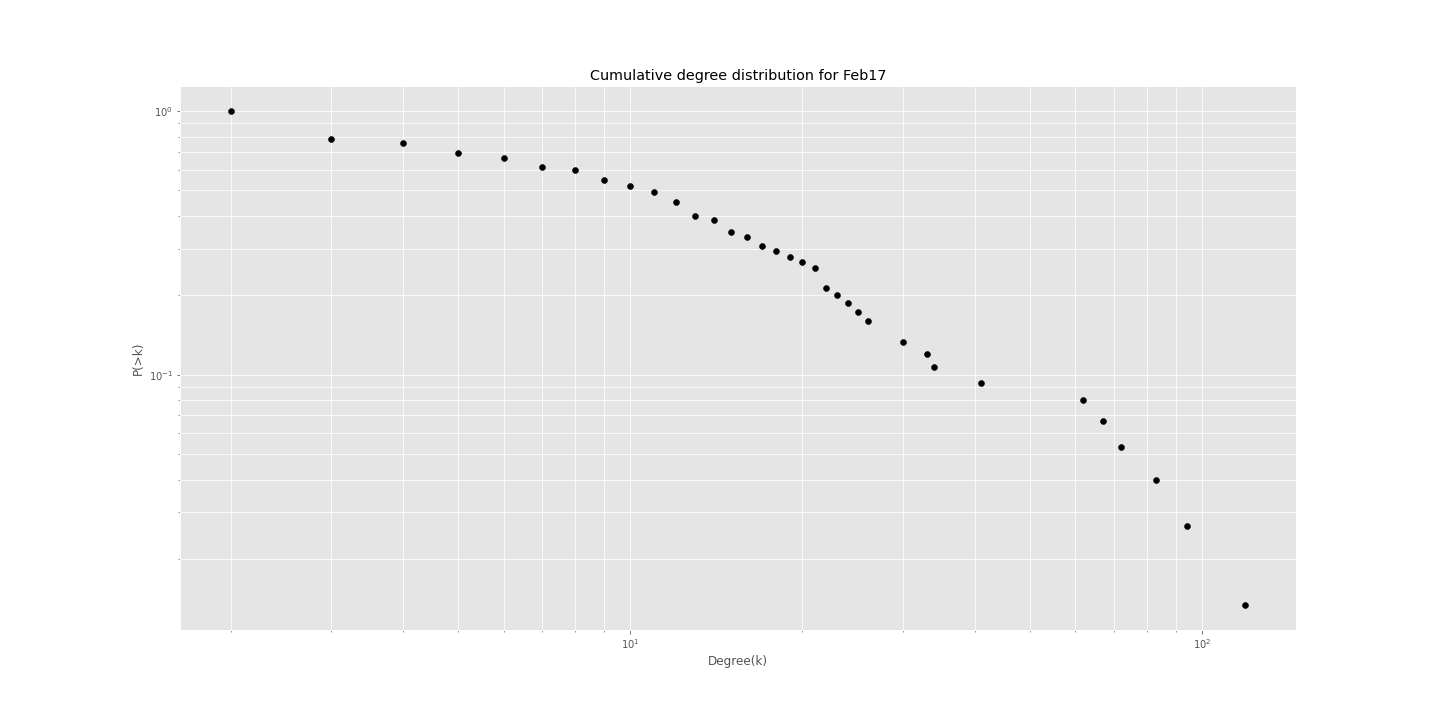 Cumulative degree distribution for Feb17
10⁰
P(>k)
10⁻¹
10¹
10²
Degree(k)